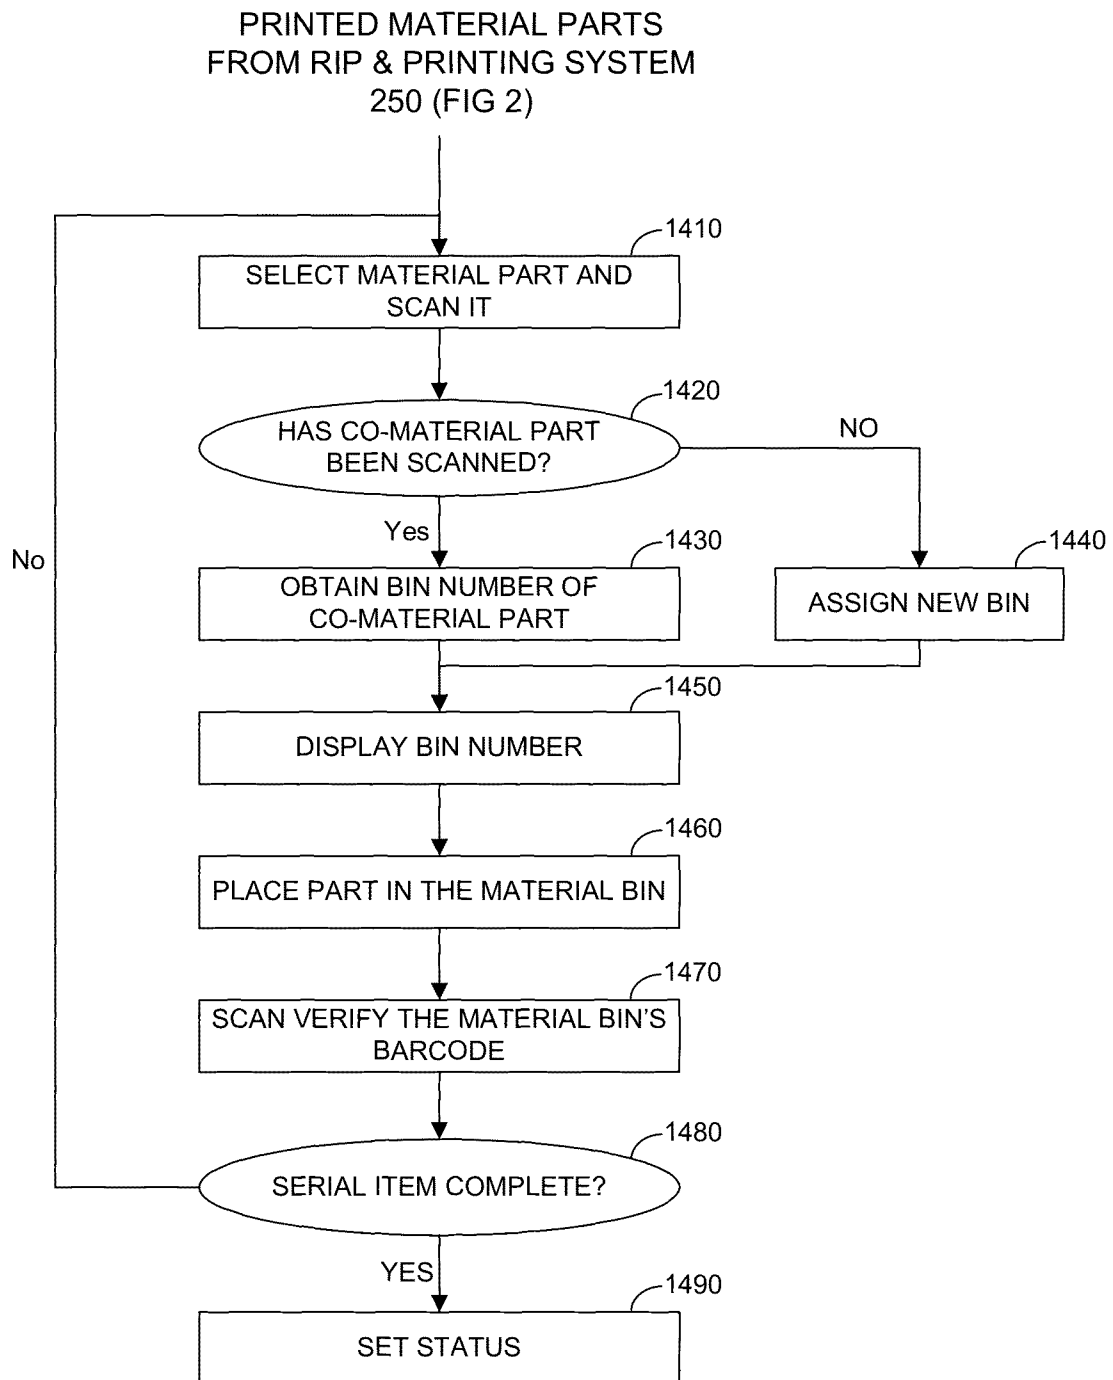 PRINTED MATERIAL PARTS
FROM RIP & PRINTING SYSTEM
250 (FIG 2)
1410
SELECT MATERIAL PART AND
SCAN IT
1420
HAS CO-MATERIAL PART
BEEN SCANNED?
NO
Yes
No
1430
OBTAIN BIN NUMBER OF
CO-MATERIAL PART
1440
ASSIGN NEW BIN
1450
DISPLAY BIN NUMBER
1460
PLACE PART IN THE MATERIAL BIN
1470
SCAN VERIFY THE MATERIAL BIN'S
BARCODE
1480
SERIAL ITEM COMPLETE?
YES
1490
SET STATUS